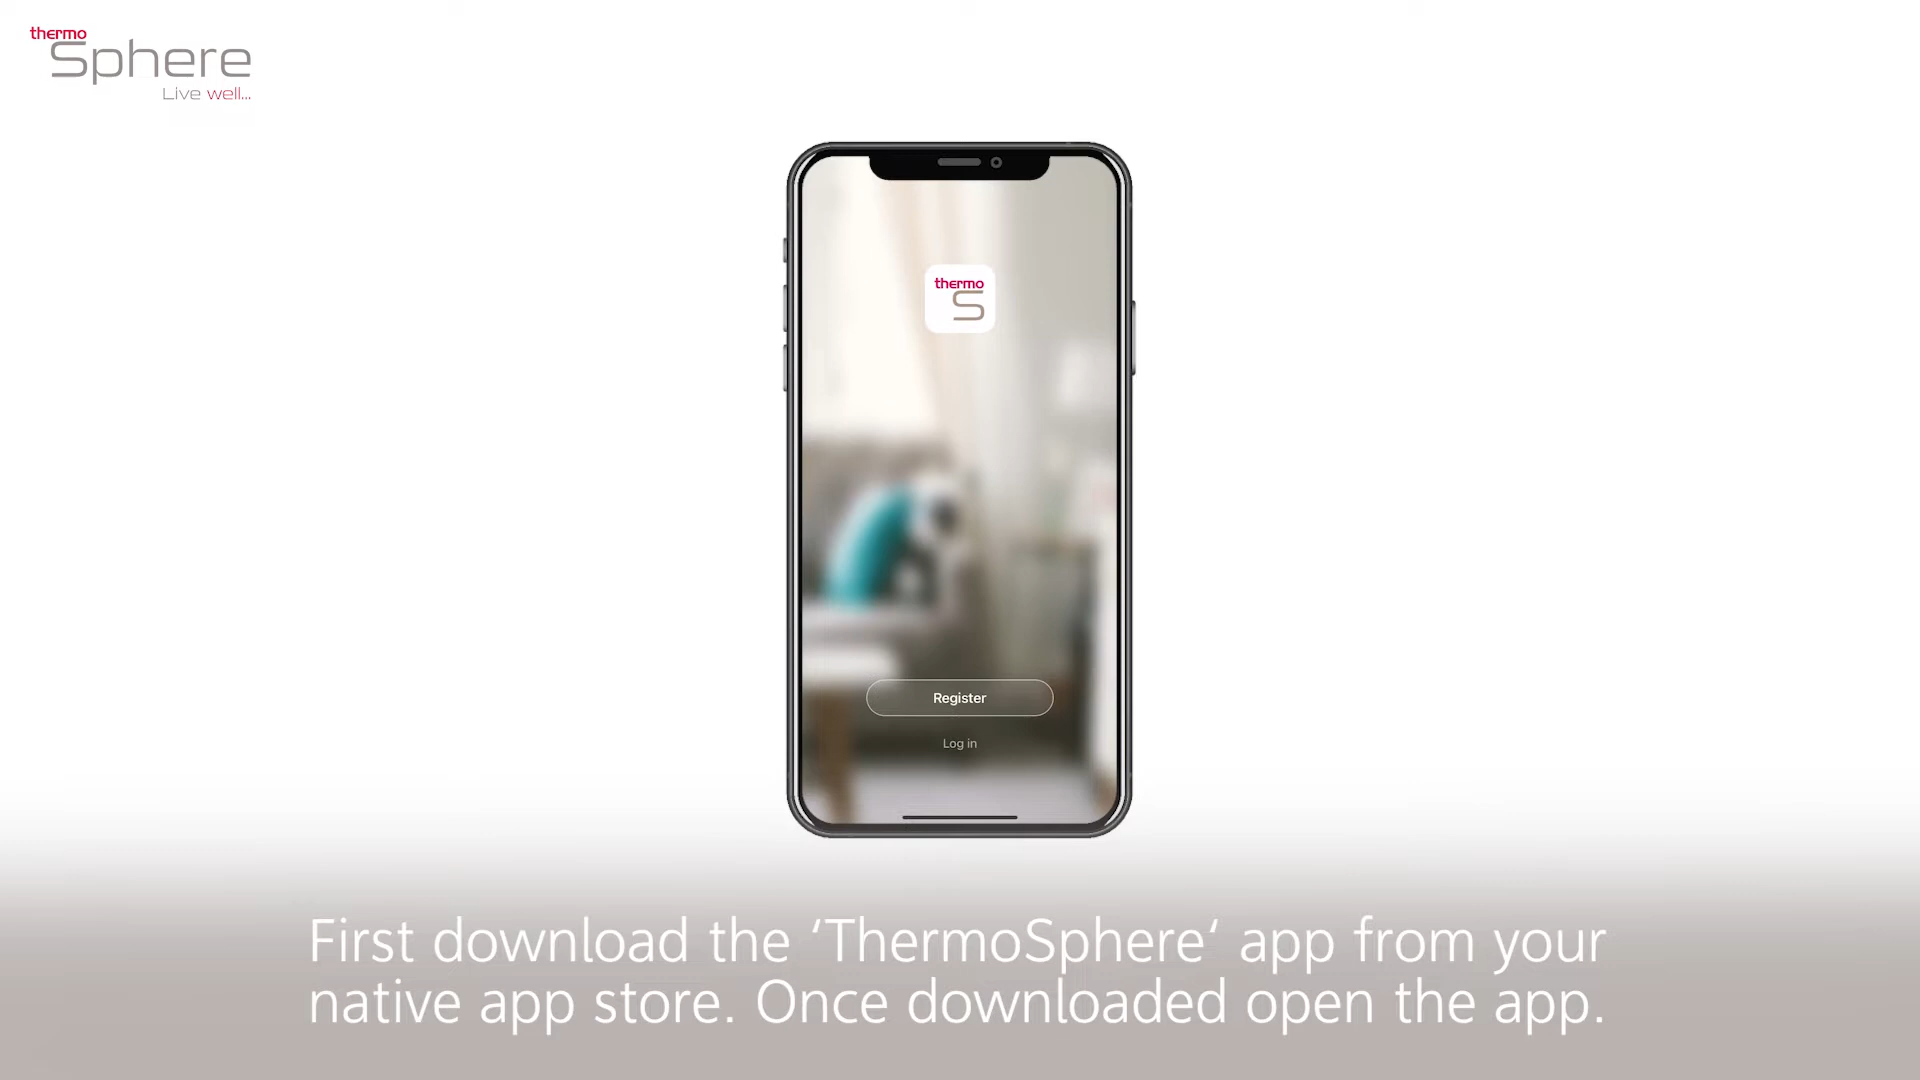 thermo
Sphere
Live well...
thermo
S
Register
Log in
First download the ‘ThermoSphere‘ app from your
native app store. Once downloaded open the app.